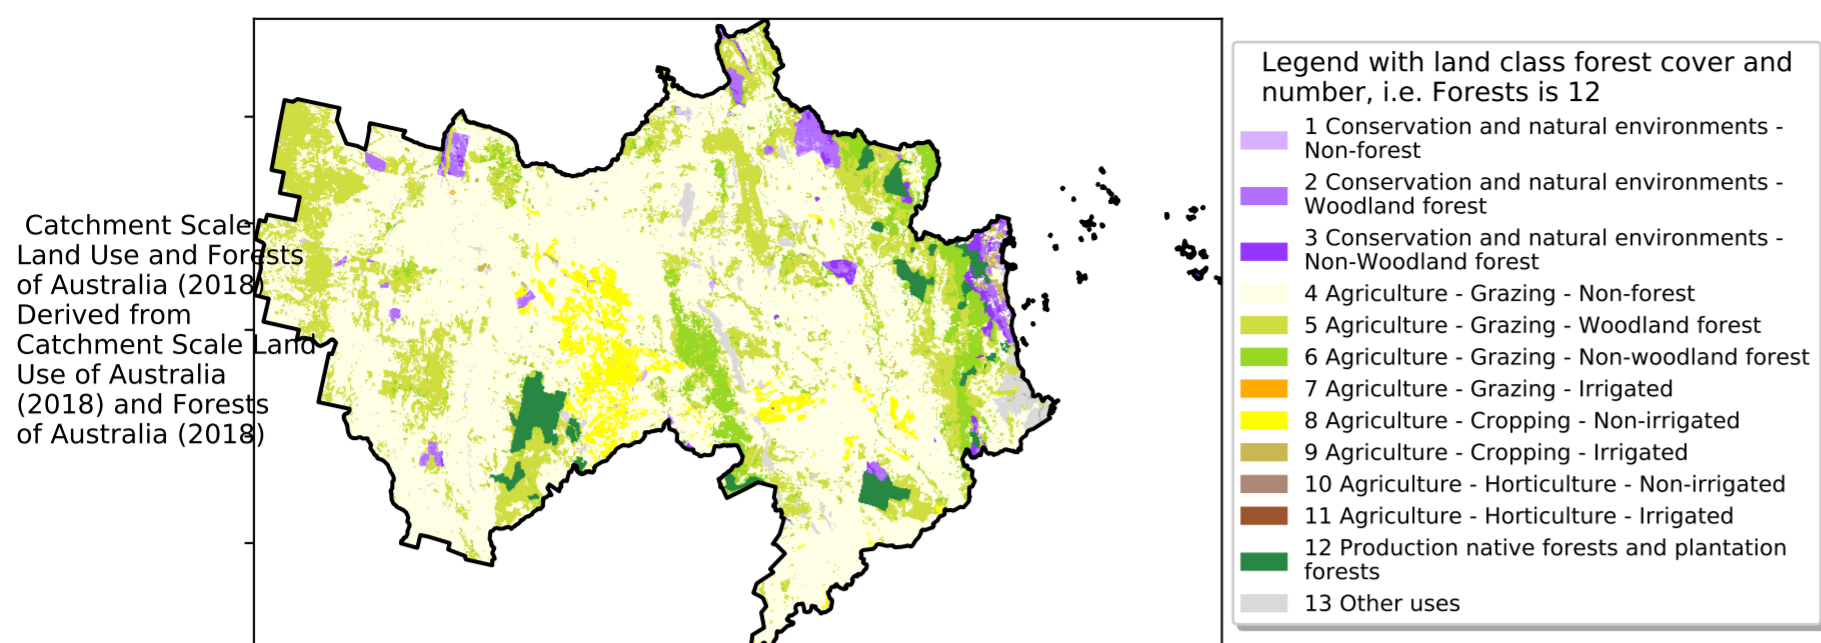 Catchment Scale
Land Use and Forests
of Australia (2018)
Derived from
Catchment Scale Land
Use of Australia
(2018) and Forests
of Australia (2018)
Legend with land class forest cover and
number, i.e. Forests is 12
1 Conservation and natural environments -
Non-forest
2 Conservation and natural environments -
Woodland forest
3 Conservation and natural environments -
Non-Woodland forest
4 Agriculture - Grazing - Non-forest
5 Agriculture - Grazing - Woodland forest
6 Agriculture - Grazing - Non-woodland forest
7 Agriculture - Grazing - Irrigated
8 Agriculture - Cropping - Non-irrigated
9 Agriculture - Cropping - Irrigated
10 Agriculture - Horticulture - Non-irrigated
11 Agriculture - Horticulture - Irrigated
12 Production native forests and plantation
forests
13 Other uses